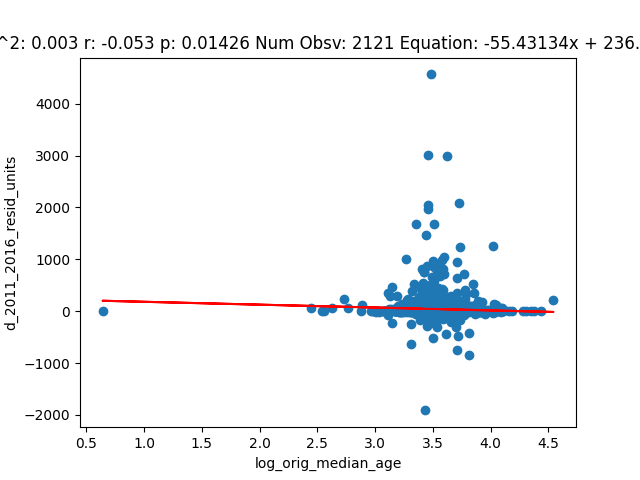 ^2: 0.003 r: -0.053 p: 0.01426 Num Obsv: 2121 Equation: -55.43134x + 236.
d_2011_2016_resid_units
4000
3000
2000
1000
0
−1000
−2000
0.5 1.0 1.5 2.0 2.5 3.0 3.5 4.0 4.5
log_orig_median_age